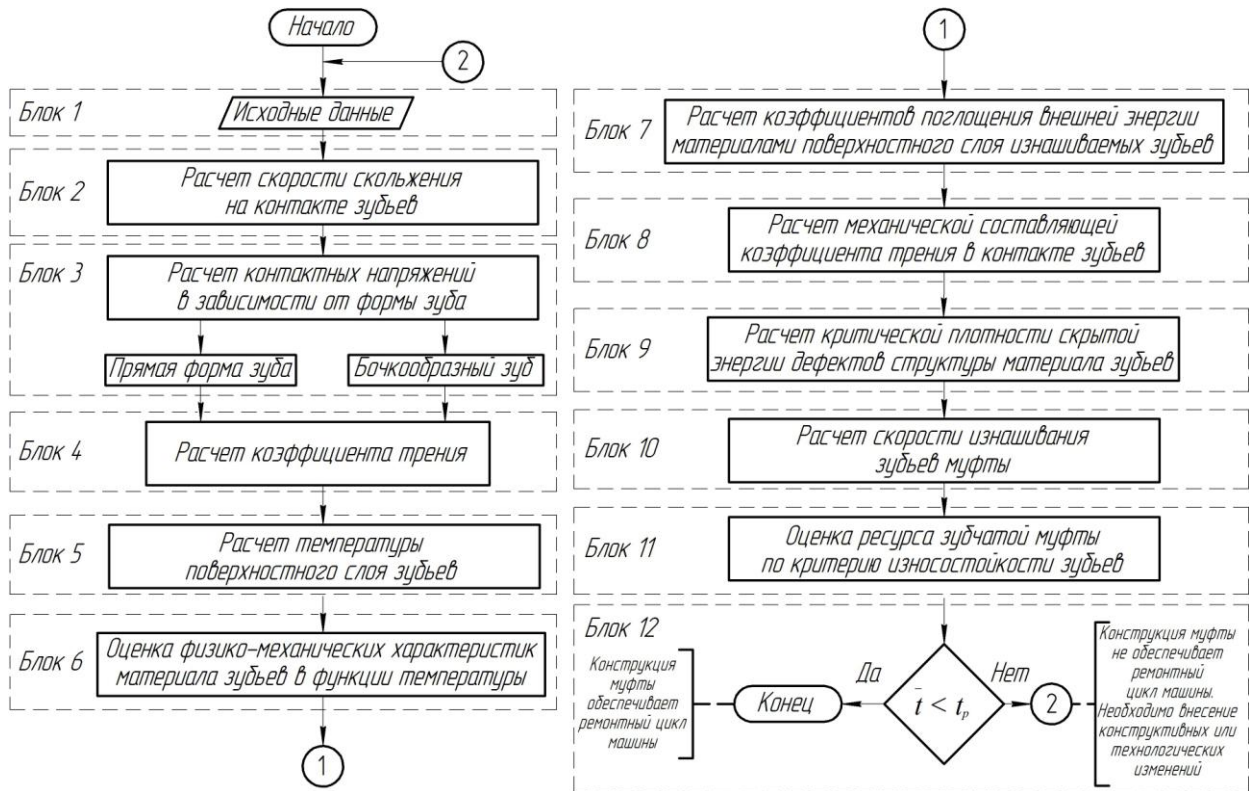 Начало
2
Блок 1
Исходные данные
Блок 2
Расчет скорости скольжения
на контакте зубьев
Блок 3
Расчет контактных напряжений
в зависимости от формы зуба
Прямая форма зуба
Бочкообразный зуб
Блок 4
Расчет коэффициента трения
Блок 5
Расчет температуры
поверхностного слоя зубьев
Блок 6
Оценка физико-механических характеристик
материала зубьев в функции температуры
1
1
Блок 7
Расчет коэффициентов поглощения внешней энергии
материалами поверхностного слоя изнашиваемых зубьев
Блок 8
Расчет механической составляющей
коэффициента трения в контакте зубьев
Блок 9
Расчет критической плотности скрытой
энергии дефектов структуры материала зубьев
Блок 10
Расчет скорости изнашивания
зубьев муфты
Блок 11
Оценка ресурса зубчатой муфты
по критерию износостойкости зубьев
Блок 12
Конструкция
муфты
обеспечивает
ремонтный цикл
машины
Конец
Да
t̄ < tₚ
Нет
2
Конструкция муфты
не обеспечивает
ремонтный
цикл машины.
Необходимо внесение
конструктивных или
технологических
изменений